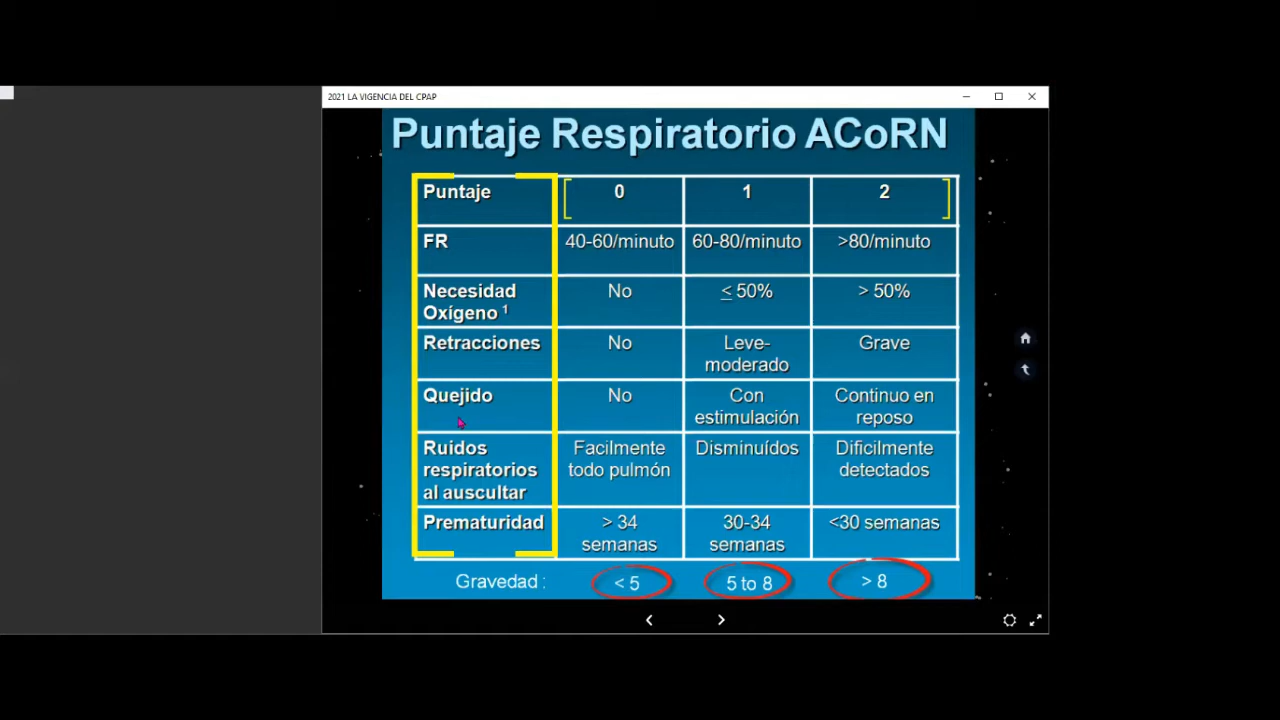 2021 LA VIGENCIA DEL CPAP
Puntaje Respiratorio ACoRN
Puntaje 0 1 2
FR 40-60/minuto 60-80/minuto >80/minuto
Necesidad Oxígeno 1 No ≤ 50% > 50%
Retracciones No Leve-moderado Grave
Quejido No Con estimulación Continuo en reposo
Ruidos respiratorios al auscultar Facilmente todo pulmón Disminuídos Dificilmente detectados
Prematuridad > 34 semanas 30-34 semanas <30 semanas
Gravedad : < 5 5 to 8 > 8